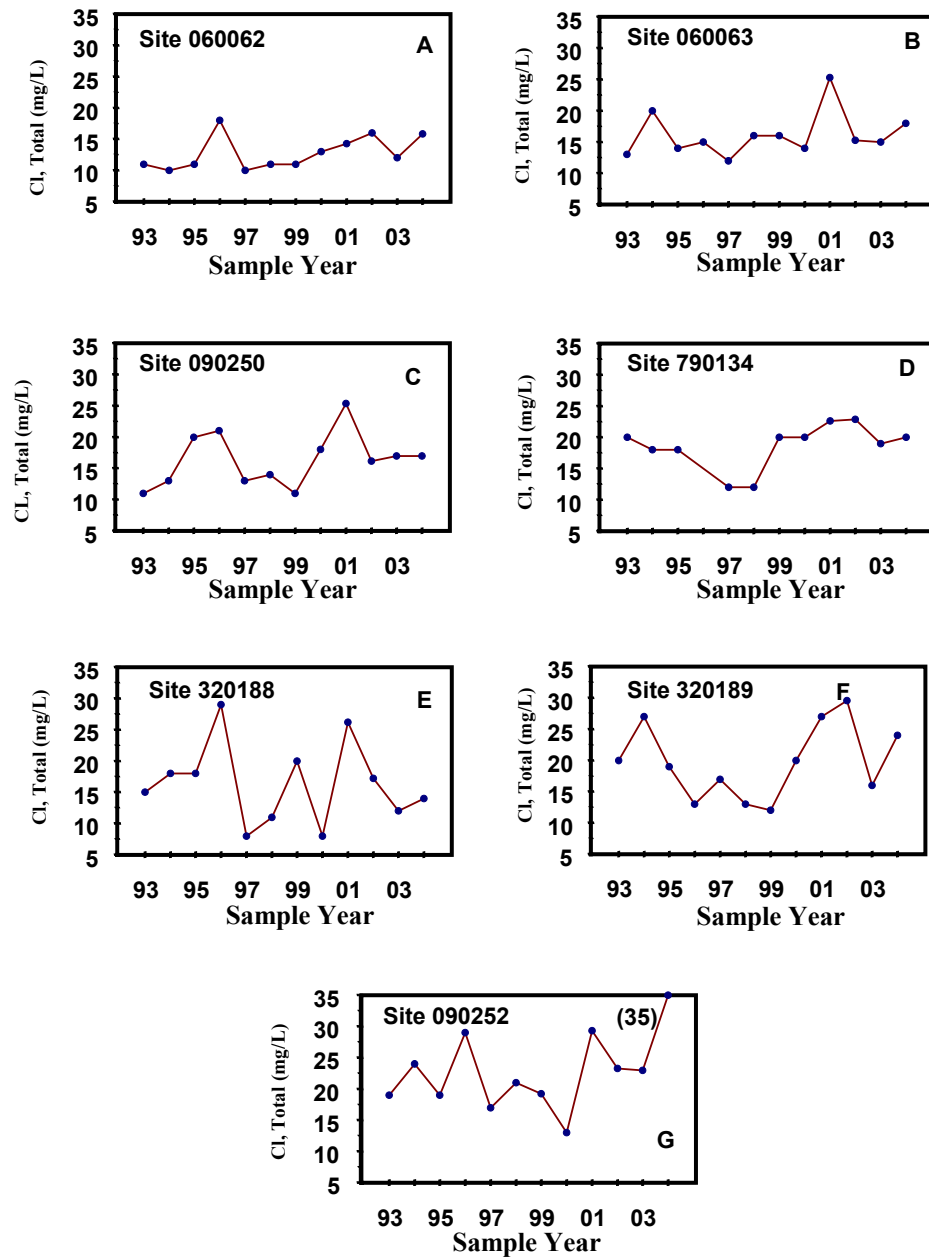 Site 060062
A
Cl, Total (mg/L)
35
30
25
20
15
10
5
93 95 97 99 01 03
Sample Year
Site 060063
B
Cl, Total (mg/L)
35
30
25
20
15
10
5
93 95 97 99 01 03
Sample Year
Site 090250
C
CL, Total (mg/L)
35
30
25
20
15
10
5
93 95 97 99 01 03
Sample Year
Site 790134
D
Cl, Total (mg/L)
35
30
25
20
15
10
5
93 95 97 99 01 03
Sample Year
Site 320188
E
Cl, Total (mg/L)
35
30
25
20
15
10
5
93 95 97 99 01 03
Sample Year
Site 320189
F
Cl, Total (mg/L)
35
30
25
20
15
10
5
93 95 97 99 01 03
Sample Year
Site 090252
(35)
G
Cl, Total (mg/L)
35
30
25
20
15
10
5
93 95 97 99 01 03
Sample Year